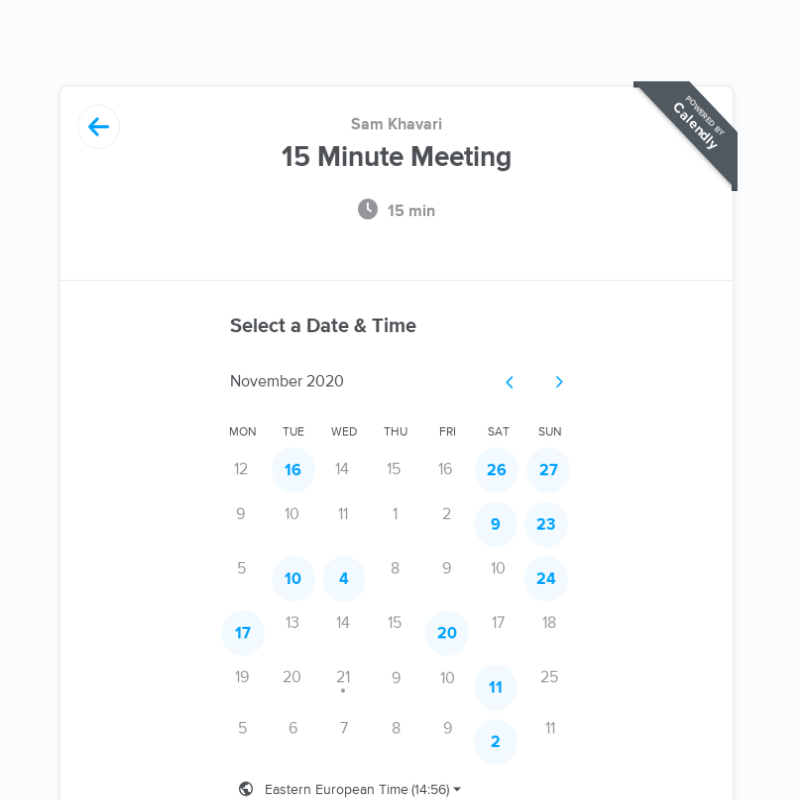 Sam Khavari
15 Minute Meeting
15 min
POWERED BY
Calendly
Select a Date & Time
November 2020
MON TUE WED THU FRI SAT SUN
12 16 14 15 16 26 27
9 10 11 1 2 9 23
5 10 4 8 9 10 24
17 13 14 15 20 17 18
19 20 21 9 10 11 25
5 6 7 8 9 2 11
Eastern European Time (14:56)